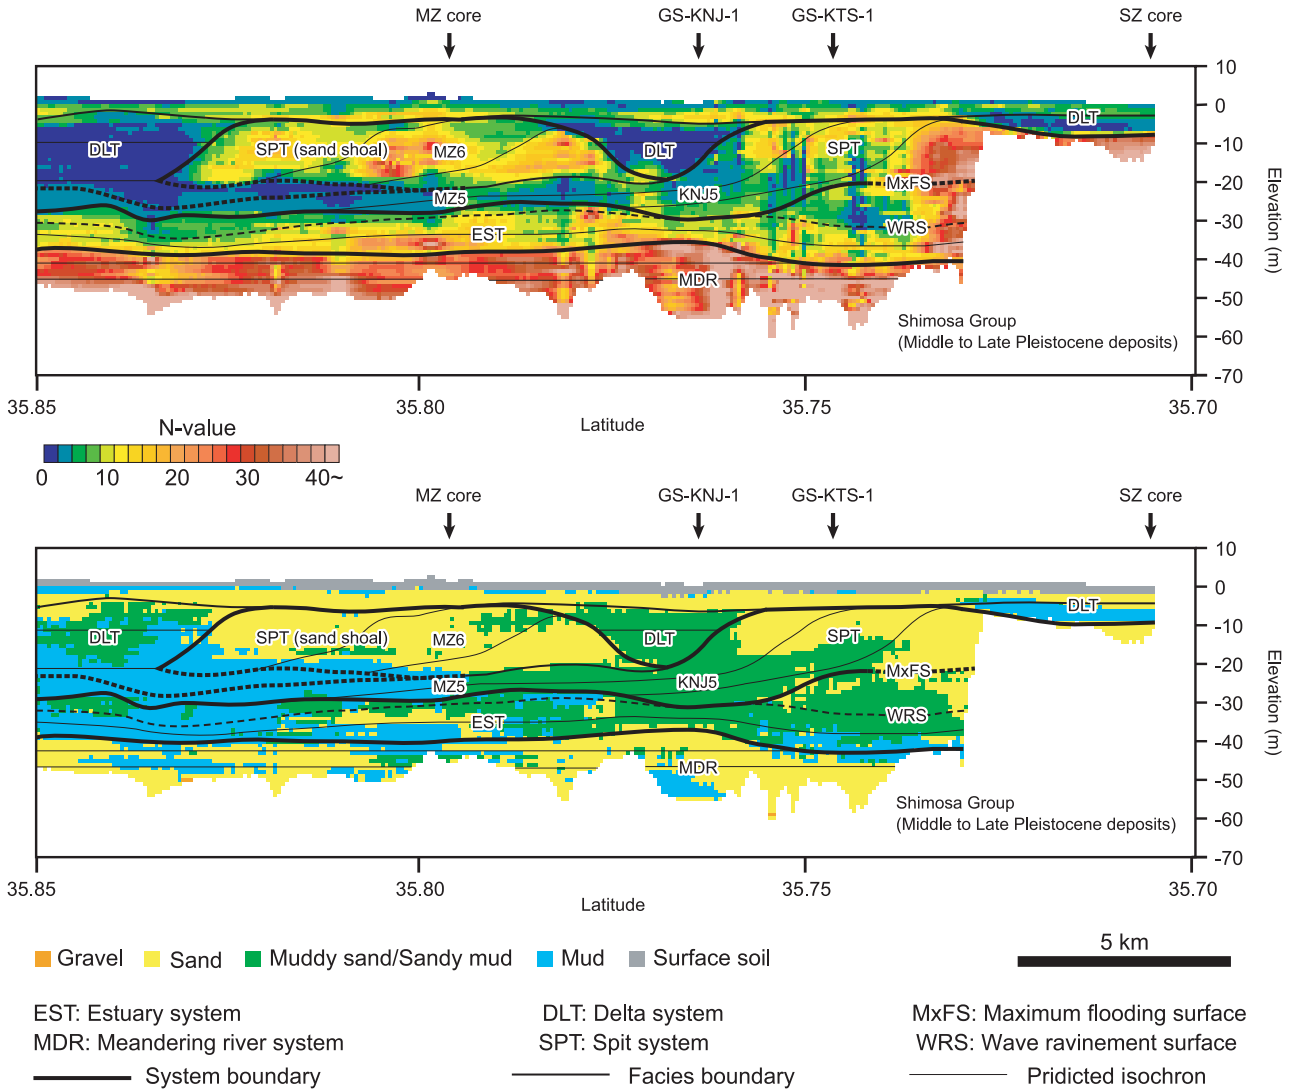 MZ core GS-KNJ-1 GS-KTS-1 SZ core
10
0
-10
-20
-30
-40
-50
-60
-70
Elevation (m)
DLT
DLT SPT (sand shoal) MZ6 DLT SPT
MxFS
MZ5 KNJ5
EST WRS
MDR
Shimosa Group
(Middle to Late Pleistocene deposits)
35.85 35.80 35.75 35.70
Latitude
N-value
0 10 20 30 40~
MZ core GS-KNJ-1 GS-KTS-1 SZ core
10
0
-10
-20
-30
-40
-50
-60
-70
Elevation (m)
DLT
DLT SPT (sand shoal) MZ6 DLT SPT
MxFS
MZ5 KNJ5
EST WRS
MDR
Shimosa Group
(Middle to Late Pleistocene deposits)
35.85 35.80 35.75 35.70
Latitude
Gravel Sand Muddy sand/Sandy mud Mud Surface soil
5 km
EST: Estuary system DLT: Delta system MxFS: Maximum flooding surface
MDR: Meandering river system SPT: Spit system WRS: Wave ravinement surface
System boundary Facies boundary Pridicted isochron